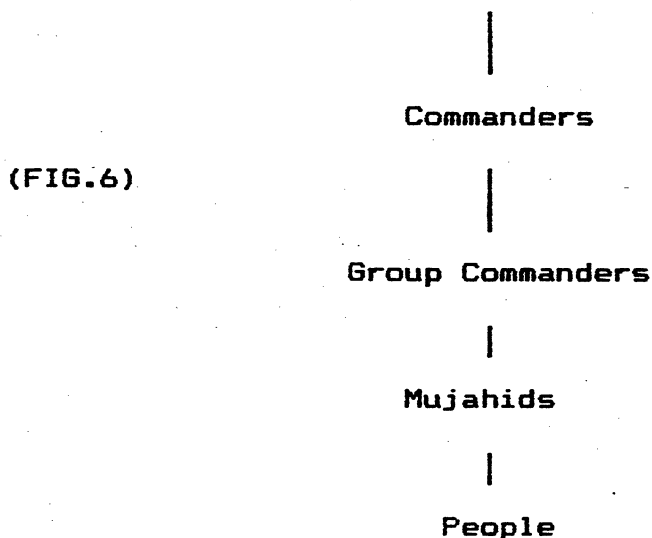 Commanders
(FIG.6)
Group Commanders
Mujahids
People